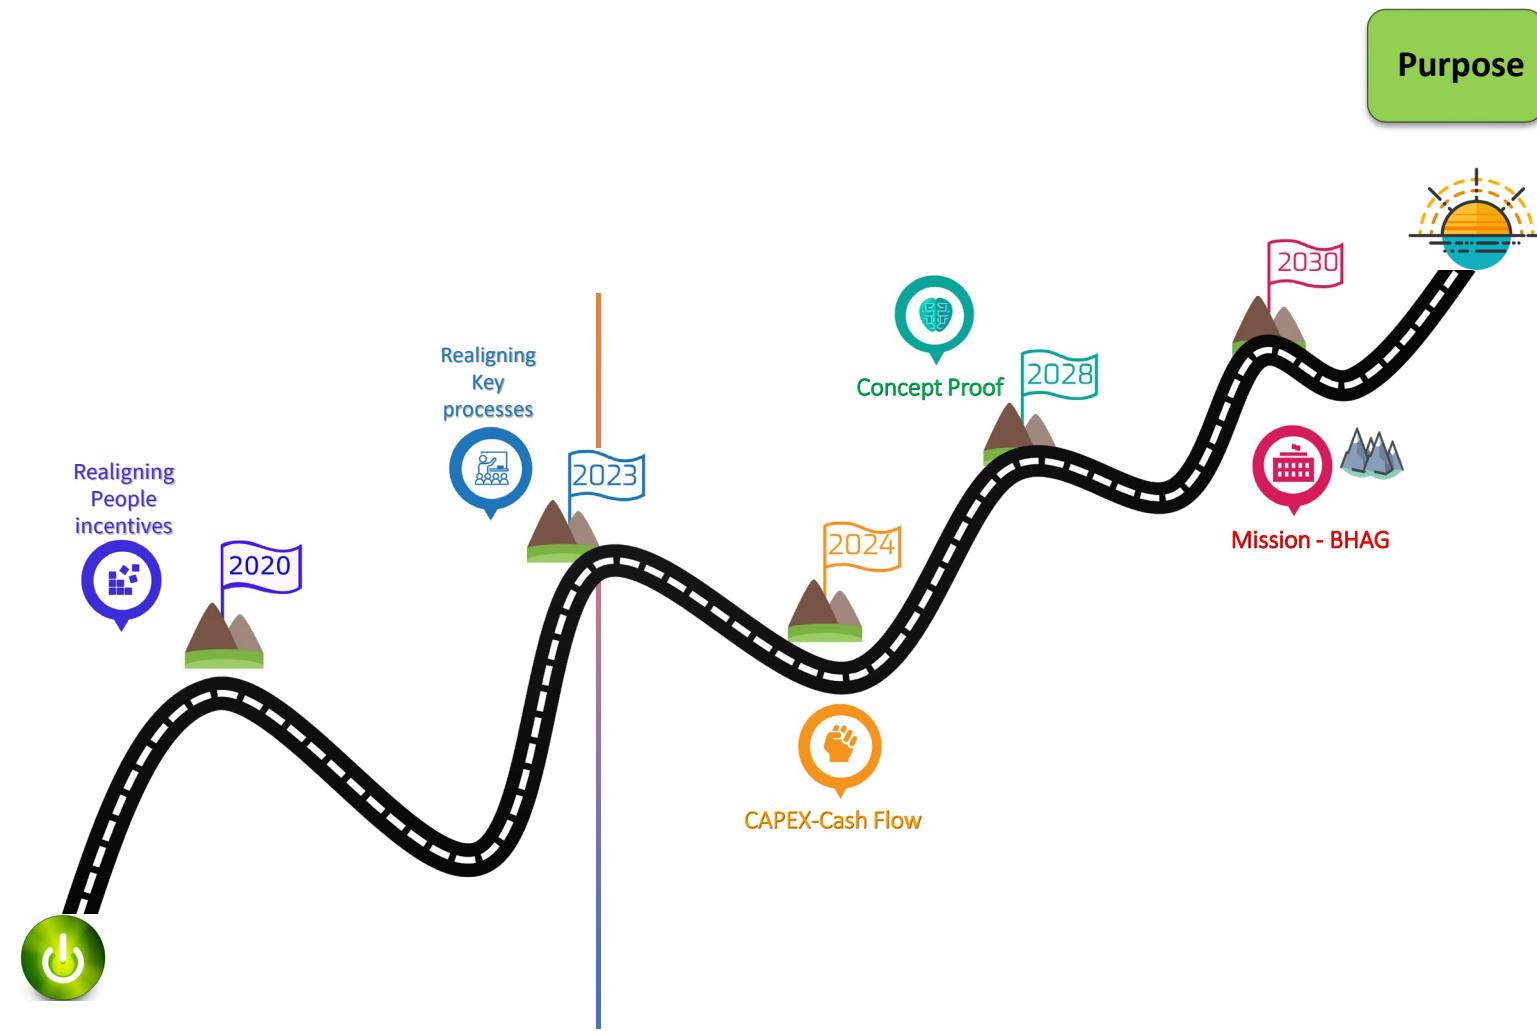 Purpose
2030
Realigning
Key
processes
Concept Proof
2028
Realigning
People
incentives
2023
2020
2024
Mission - BHAG
CAPEX-Cash Flow